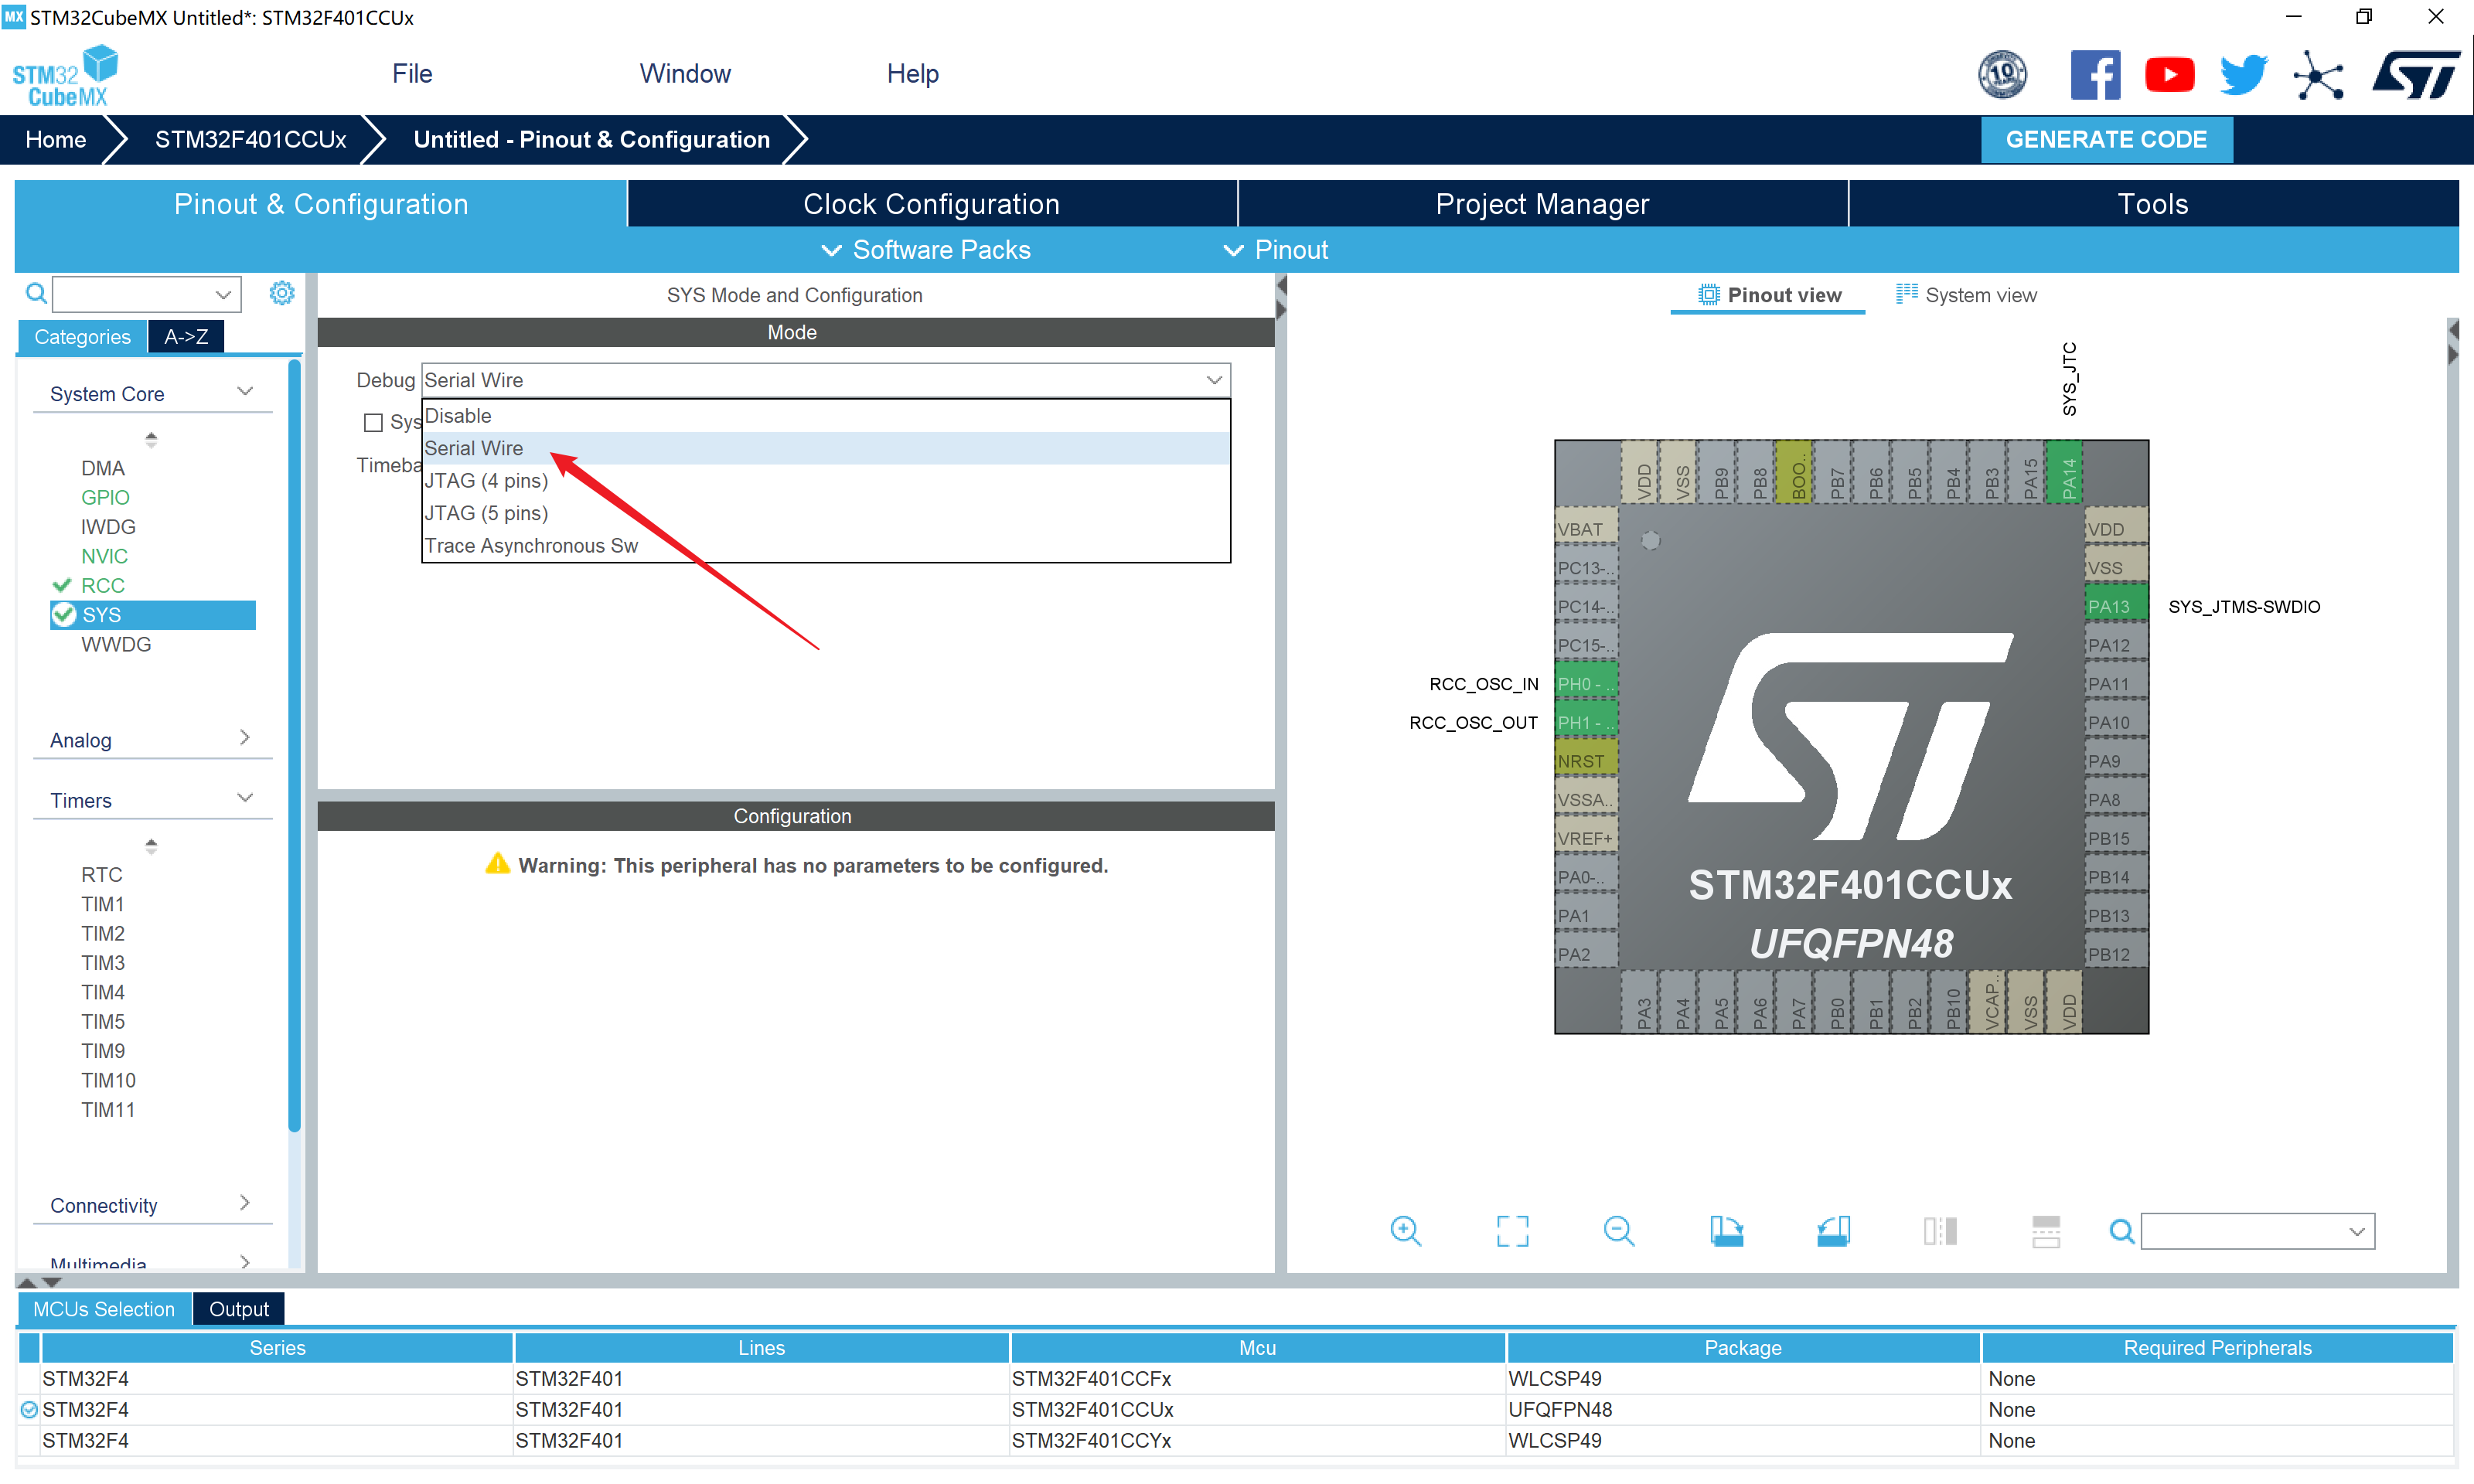 MX STM32CubeMX Untitled*: STM32F401CCUx
STM32
CubeMX
File
Window
Help
10
Home
STM32F401CCUx
Untitled - Pinout & Configuration
GENERATE CODE
Pinout & Configuration
Clock Configuration
Project Manager
Tools
Software Packs
Pinout
Categories
A->Z
System Core
DMA
GPIO
IWDG
NVIC
RCC
SYS
WWDG
Analog
Timers
RTC
TIM1
TIM2
TIM3
TIM4
TIM5
TIM9
TIM10
TIM11
Connectivity
Multimedia
SYS Mode and Configuration
Mode
Debug Serial Wire
Disable
Sys
Serial Wire
Timeba
JTAG (4 pins)
JTAG (5 pins)
Trace Asynchronous Sw
Configuration
Warning: This peripheral has no parameters to be configured.
Pinout view
System view
SYS_JTC
VDD
VSS
PB9
PB8
BOO..
PB7
PB6
PB5
PB4
PB3
PA15
PA14
VBAT
PC13-..
PC14-..
PC15-..
RCC_OSC_IN
PH0 - ..
RCC_OSC_OUT
PH1 - ..
NRST
VSSA..
VREF+
PA0-..
PA1
PA2
VDD
VSS
PA13
SYS_JTMS-SWDIO
PA12
PA11
PA10
PA9
PA8
PB15
PB14
PB13
PB12
STM32F401CCUx
UFQFPN48
PA3
PA4
PA5
PA6
PA7
PB0
PB1
PB2
PB10
VCAP..
VSS
VDD
MCUs Selection
Output
Series Lines Mcu Package Required Peripherals
STM32F4 STM32F401 STM32F401CCFx WLCSP49 None
STM32F4 STM32F401 STM32F401CCUx UFQFPN48 None
STM32F4 STM32F401 STM32F401CCYx WLCSP49 None